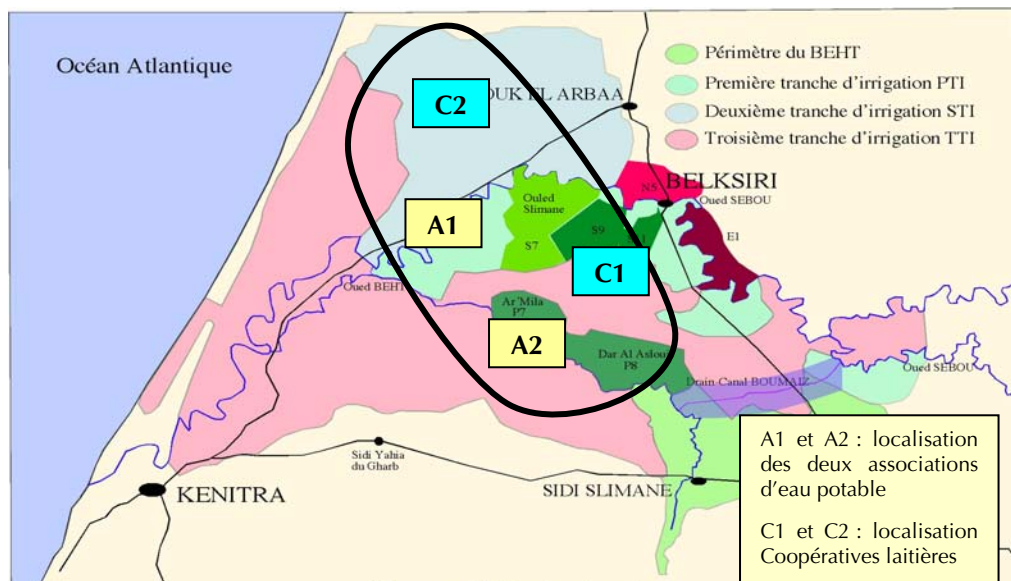 Océan Atlantique
Périmètre du BEHT
Première tranche d'irrigation PTI
Deuxième tranche d'irrigation STI
Troisième tranche d'irrigation TTI
C2
OUK EL ARBAA
N5
BELKSIRI
Oued SEBOU
Ouled
Slimane
A1
S9
E1
S7
C1
Oued BEHT
Ar'Mila
P7
A2
Dar Al Aslouj
P8
Drain Canal BOUMAIZ
Oued SEBOU
Sidi Yahia
du Gharb
KENITRA
SIDI SLIMANE
A1 et A2 : localisation
des deux associations
d'eau potable
C1 et C2 : localisation
Coopératives laitières